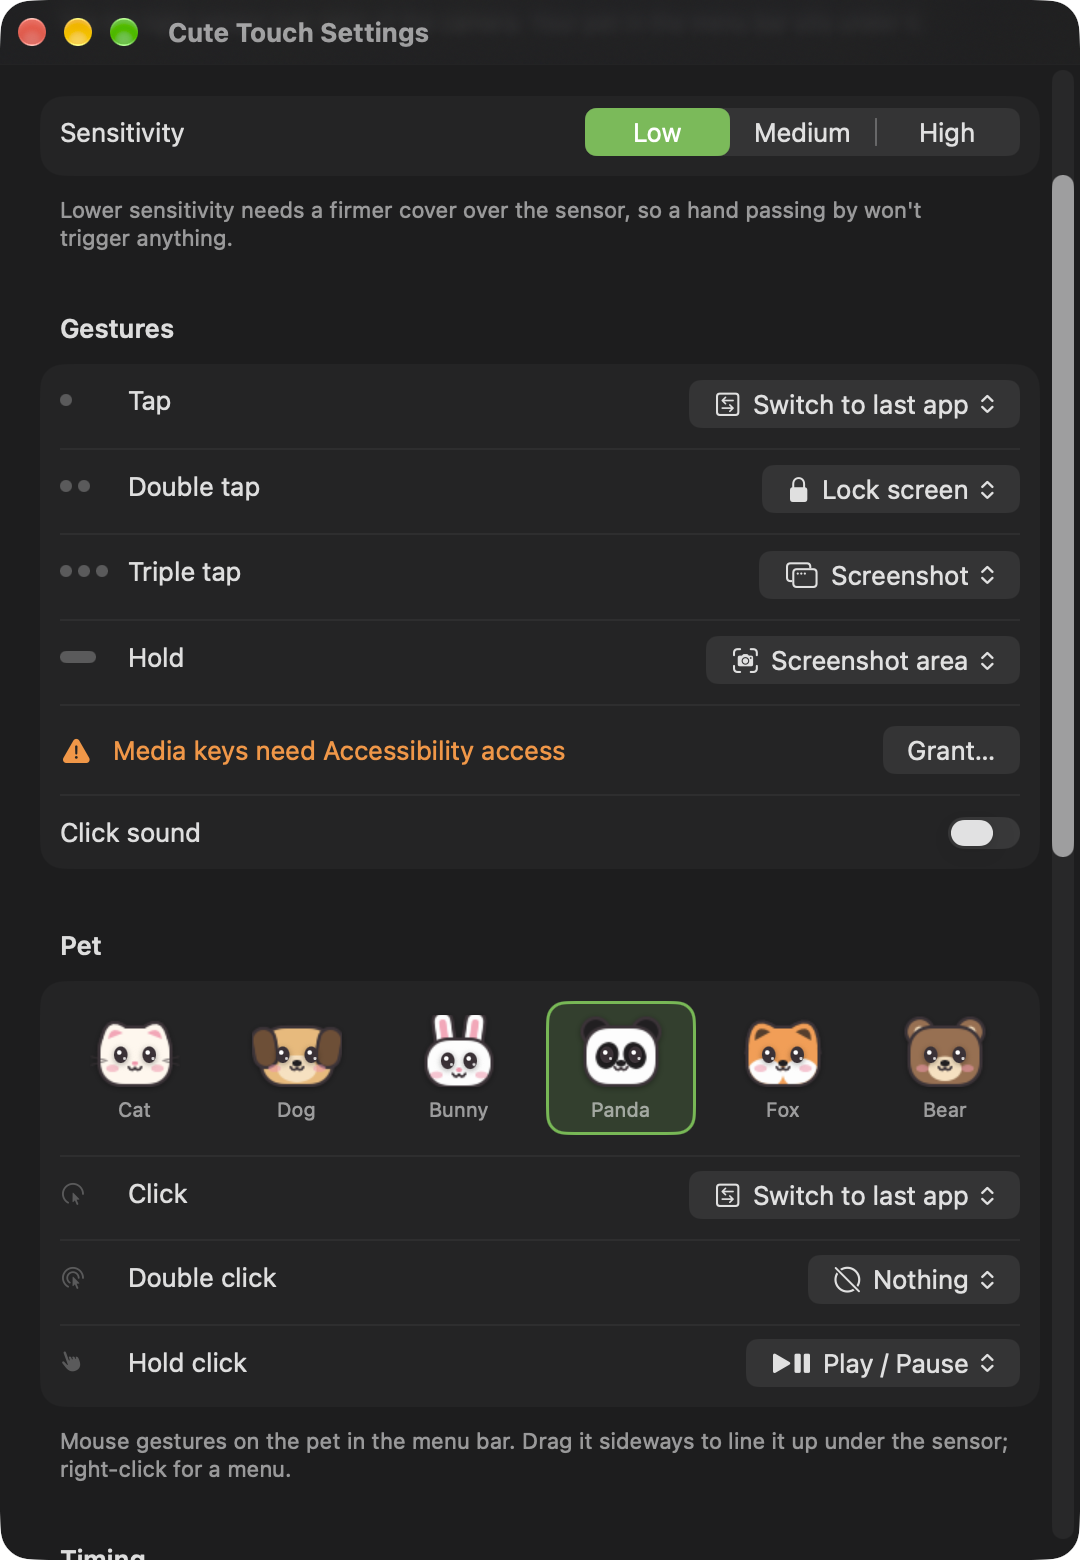 Cute Touch Settings
Sensitivity
Low
Medium
High
Lower sensitivity needs a firmer cover over the sensor, so a hand passing by won't
trigger anything.
Gestures
Tap
Switch to last app
Double tap
Lock screen
Triple tap
Screenshot
Hold
Screenshot area
Media keys need Accessibility access
Grant...
Click sound
Pet
Cat
Dog
Bunny
Panda
Fox
Bear
Click
Switch to last app
Double click
Nothing
Hold click
Play / Pause
Mouse gestures on the pet in the menu bar. Drag it sideways to line it up under the sensor;
right-click for a menu.
Timing